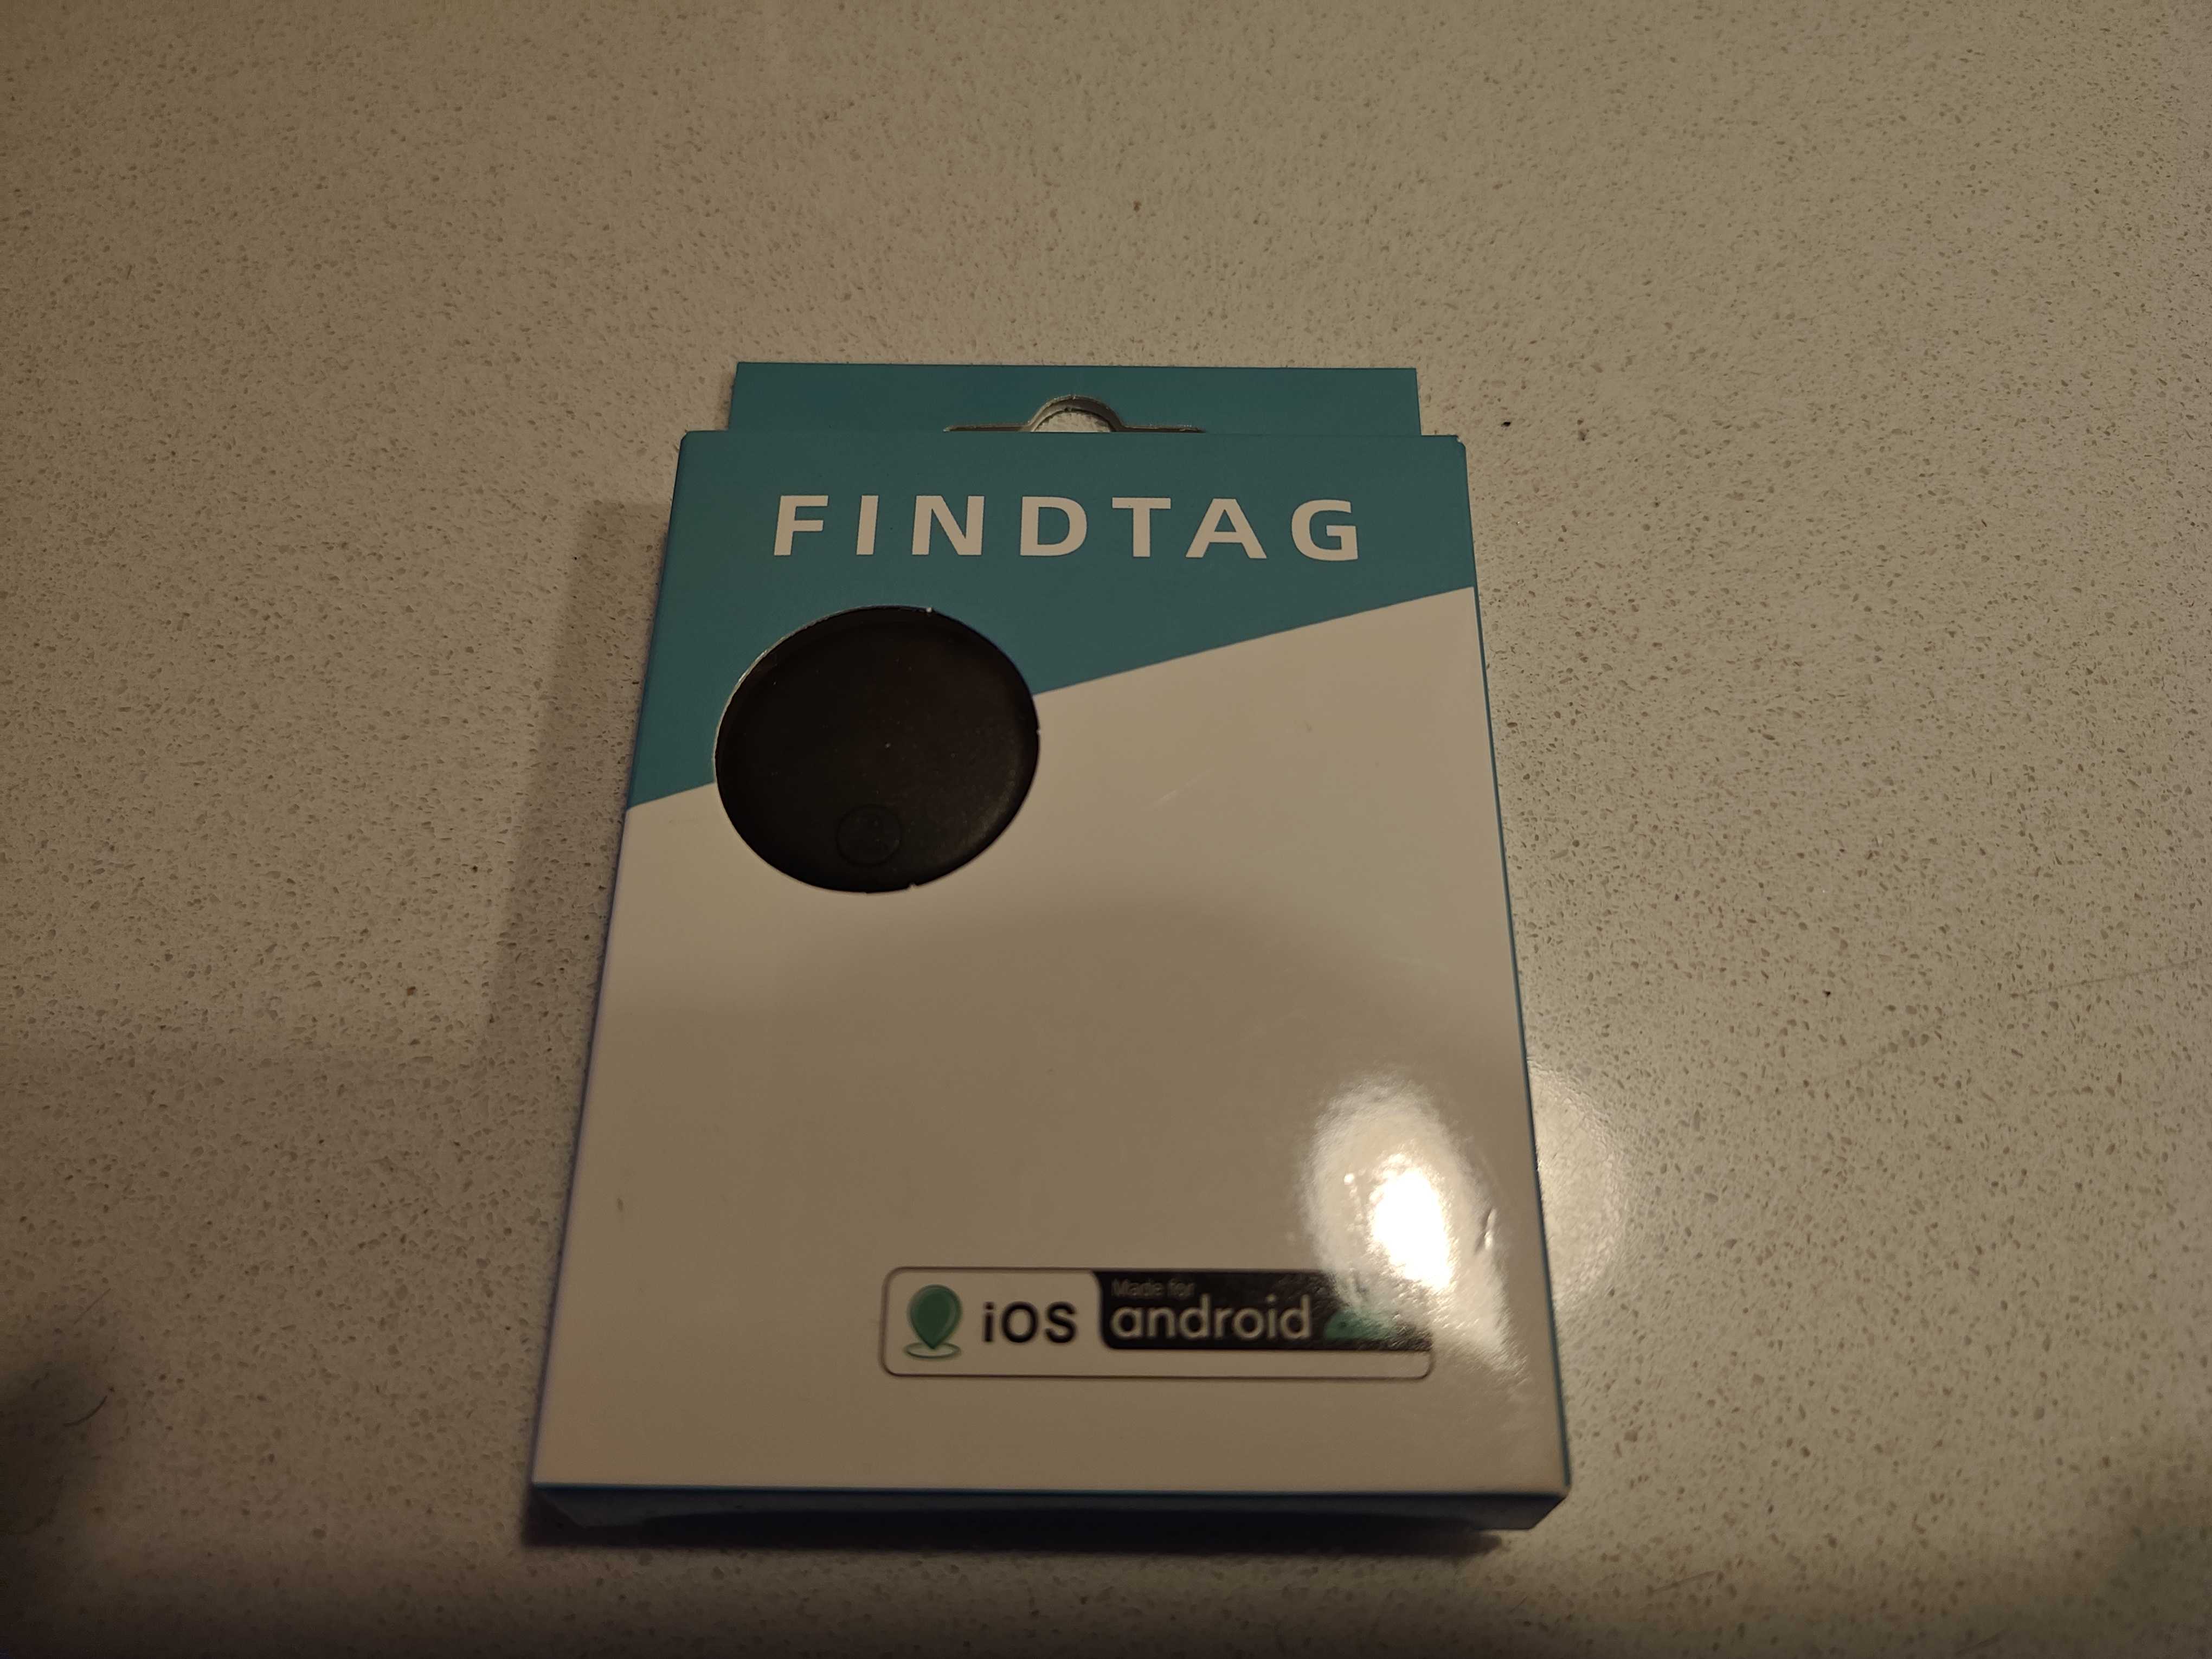 FINDTAG
iOS
Made for
android